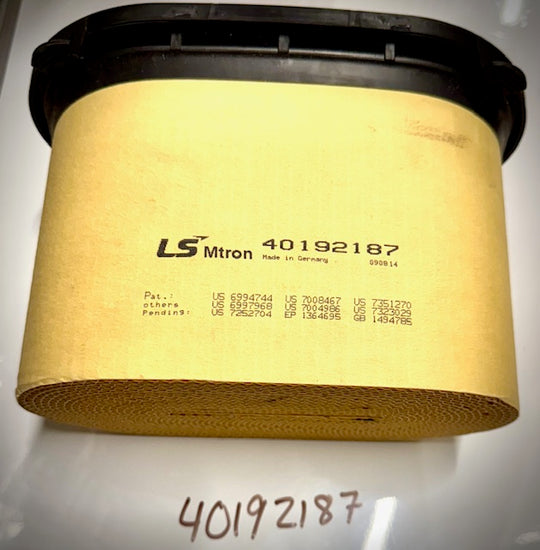 LS Mtron 40192187
Made in Germany 090814
Pat.: US 6994744 US 7008467 US 7351270
others US 6997968 US 7004986 US 7323029
Pending: US 7252704 EP 1364695 GB 1494785
40192187